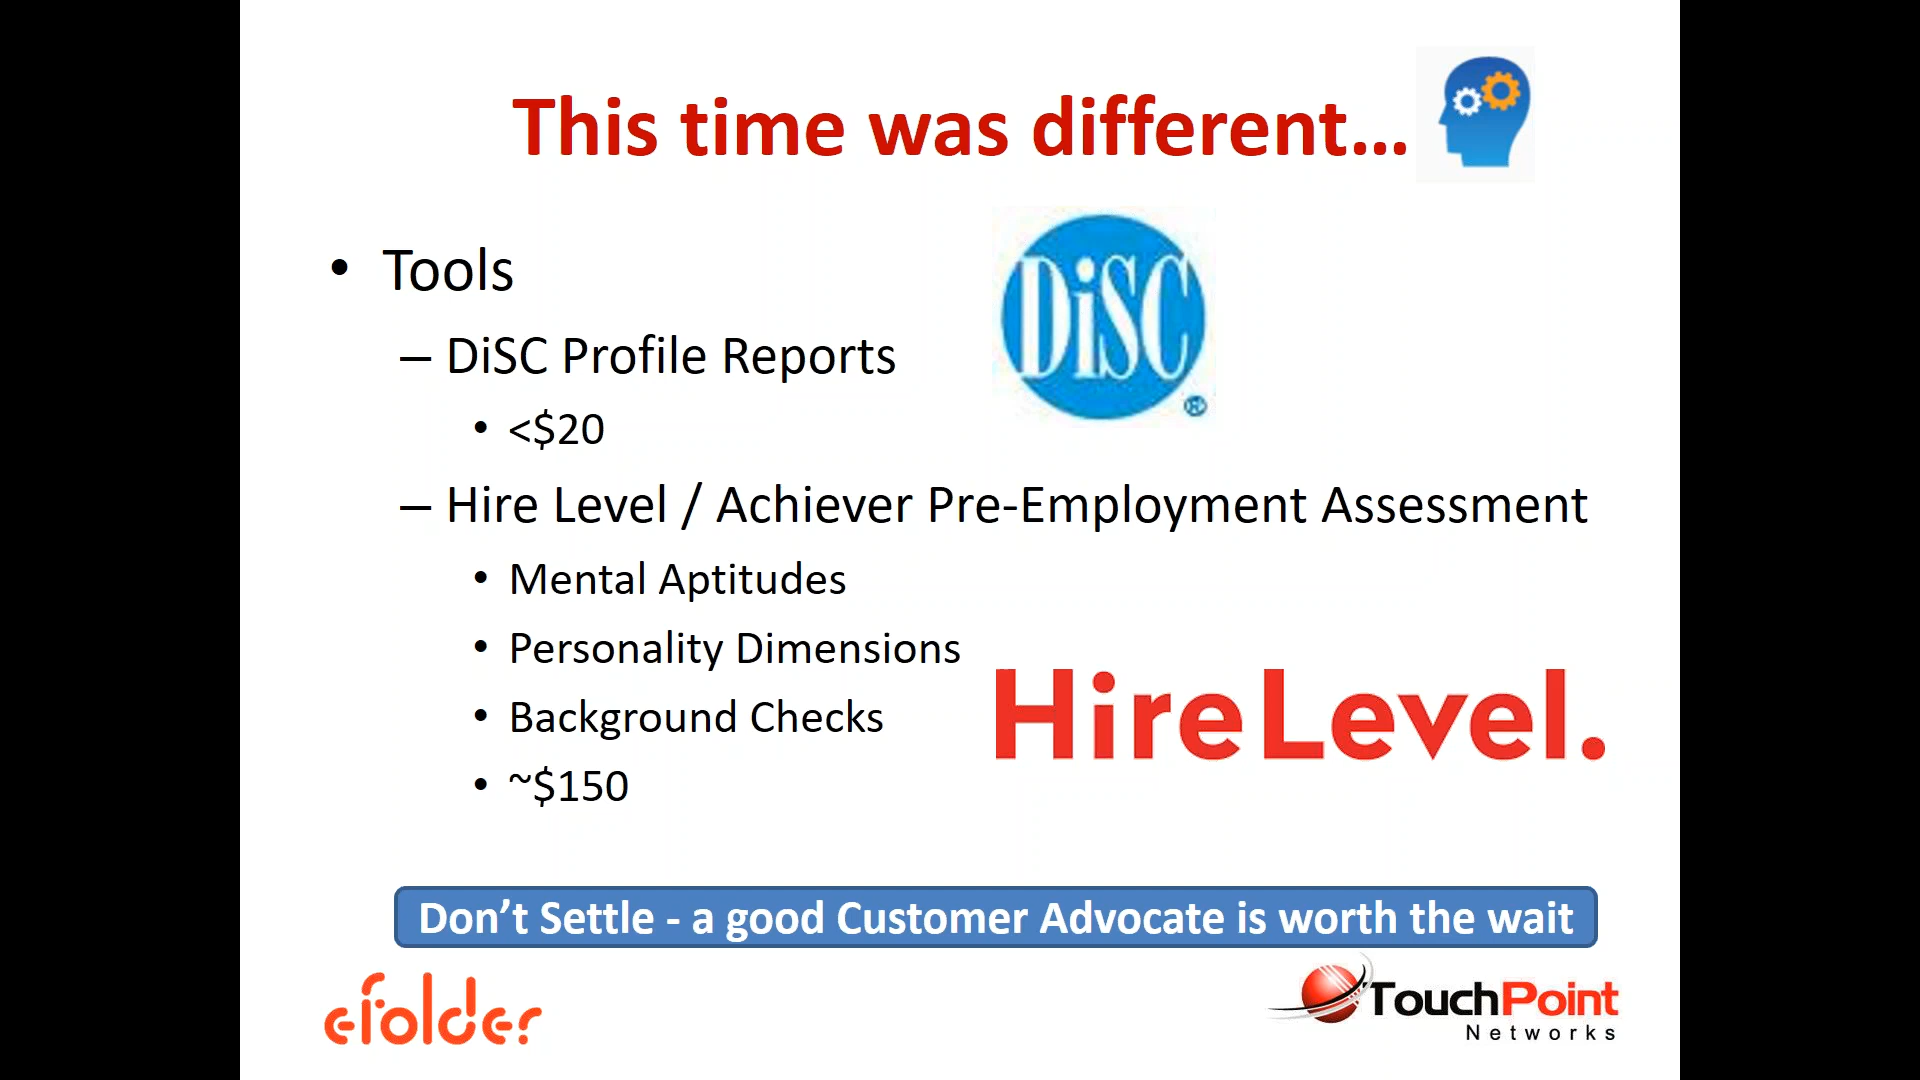 This time was different...
• Tools
DiSC
®
– DiSC Profile Reports
• <$20
– Hire Level / Achiever Pre-Employment Assessment
• Mental Aptitudes
• Personality Dimensions
• Background Checks
HireLevel.
• ~$150
Don't Settle - a good Customer Advocate is worth the wait
efolder
TouchPoint
Networks